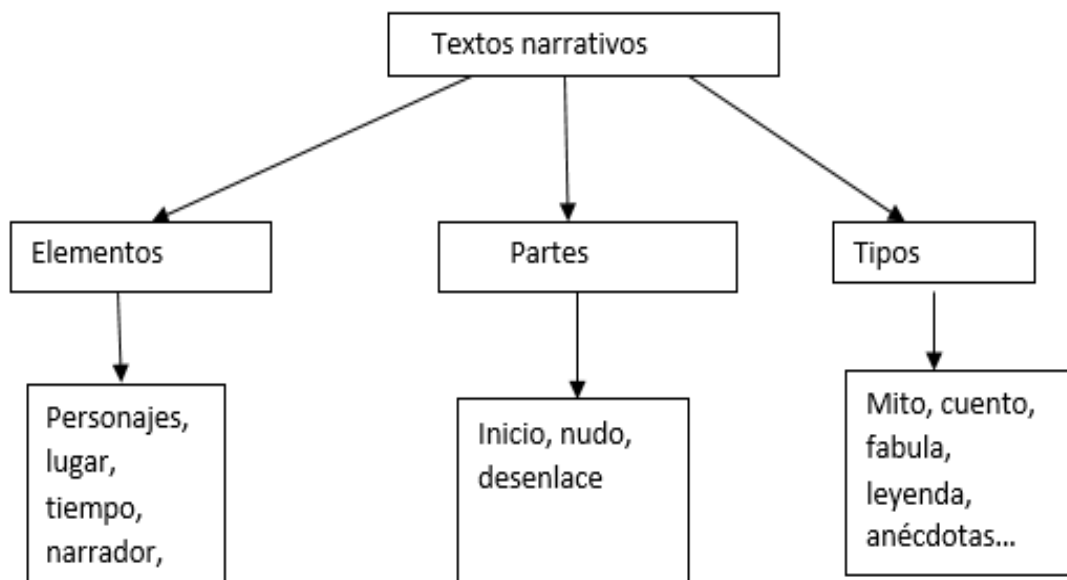 Textos narrativos
Elementos
Partes
Tipos
Personajes,
lugar,
tiempo,
narrador,
Inicio, nudo,
desenlace
Mito, cuento,
fabula,
leyenda,
anécdotas...